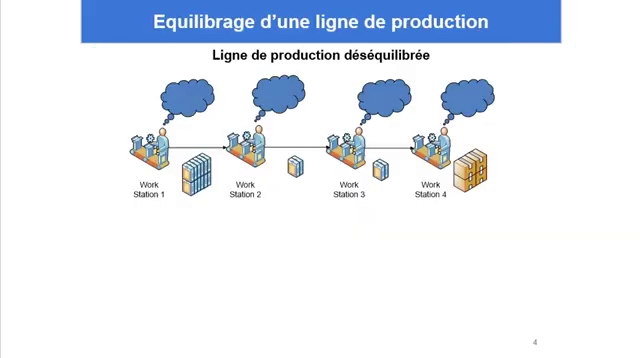 Equilibrage d’une ligne de production
Ligne de production déséquilibrée
Work Station 1
Work Station 2
Work Station 3
Work Station 4
4